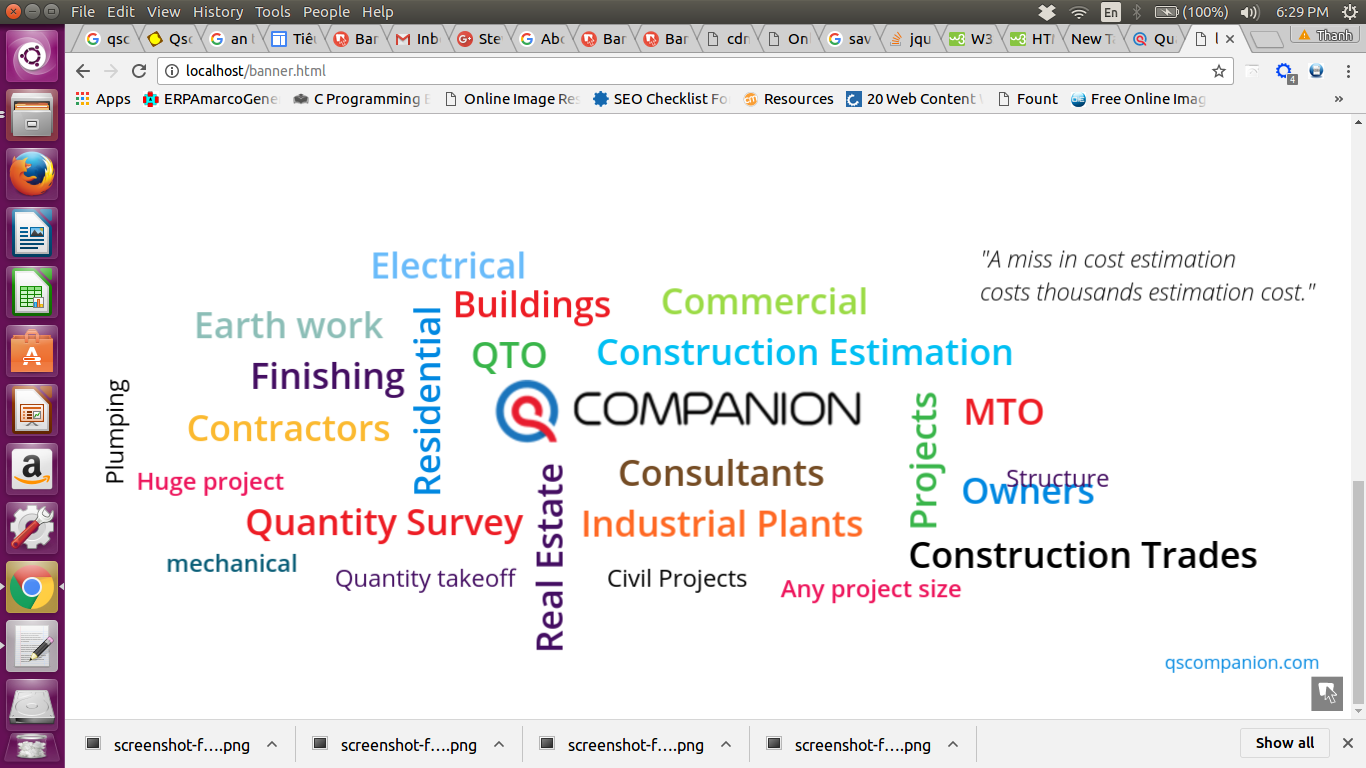 File Edit View History Tools People Help
En (100%) 6:29 PM
qsc Qsc an Tiêu Bar Inb Ste Abo Bar Bar cdn On sav jqu W3 HTM New Ta Qu Thanh
localhost/banner.html
4
Apps ERPAmarcoGene C Programming Online Image Res SEO Checklist Fo Resources 20 Web Content Fount Free Online Imag »
Electrical
"A miss in cost estimation
costs thousands estimation cost."
Buildings
Commercial
Earth work
Residential
QTO
Construction Estimation
Finishing
Plumping
COMPANION
Projects
MTO
Contractors
Huge project
Consultants
Structure
Owners
Quantity Survey
Real Estate
Industrial Plants
Construction Trades
mechanical
Quantity takeoff
Civil Projects
Any project size
qscompanion.com
screenshot-f....png screenshot-f....png screenshot-f....png screenshot-f....png Show all